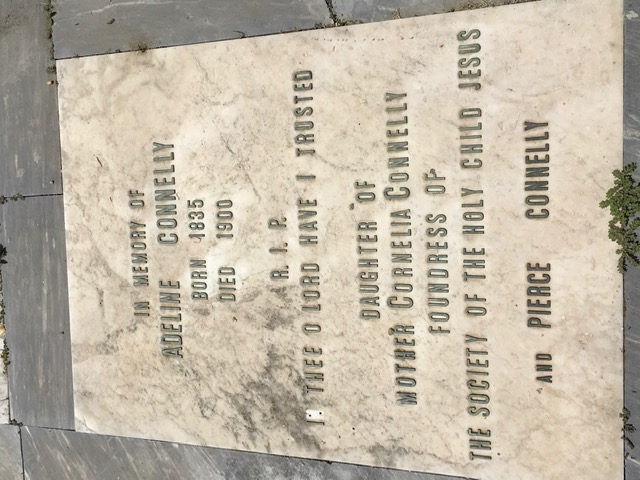 IN MEMORY OF
ADELINE CONNELLY
BORN 1835
DIED 1900
R. I. P.
I THEE O LORD HAVE I TRUSTED
DAUGHTER OF
MOTHER CORNELIA CONNELLY
FOUNDRESS OF
THE SOCIETY OF THE HOLY CHILD JESUS
AND PIERCE CONNELLY